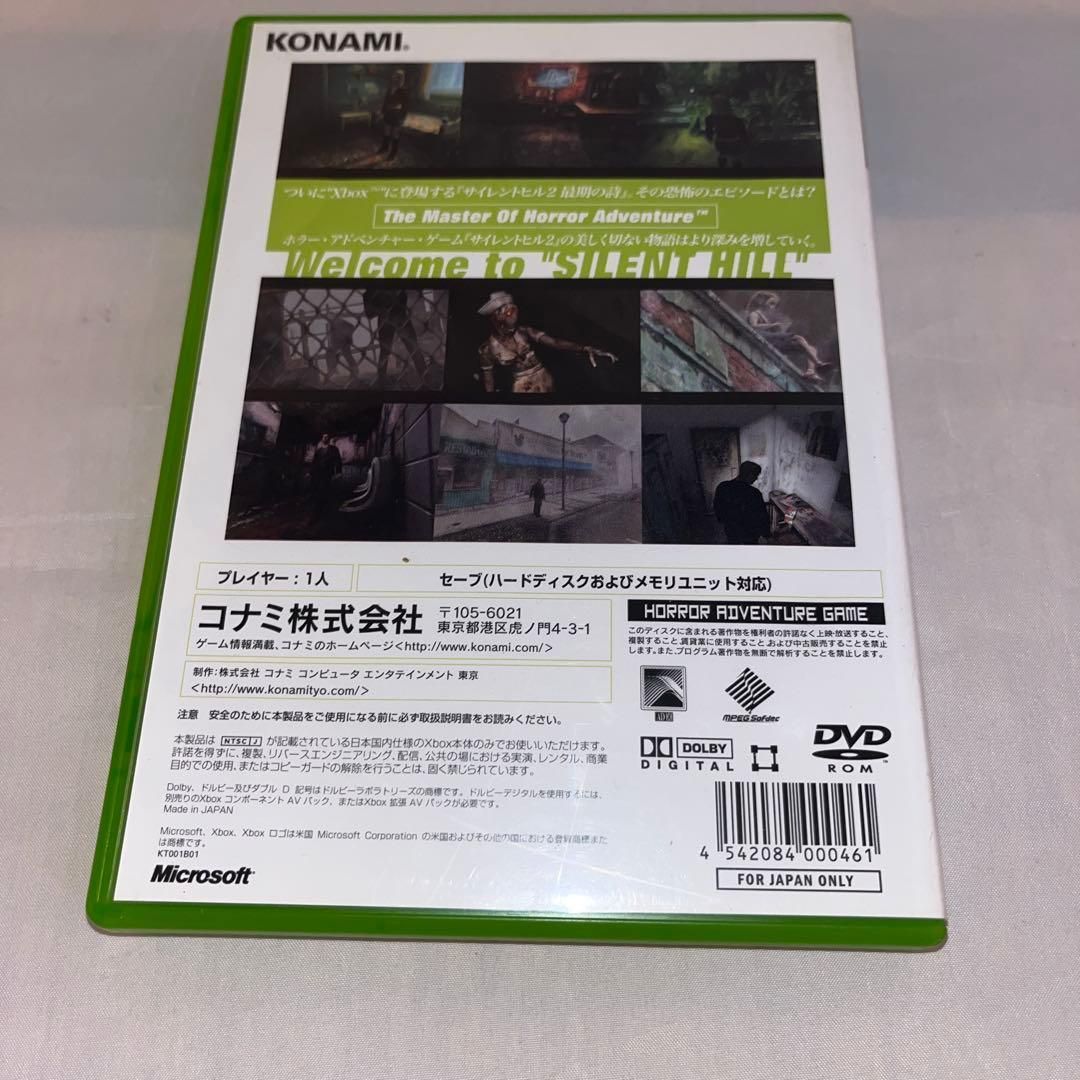 KONAMI®
ついに"Xbox™"に登場する『サイレントヒル2 最期の詩』。その恐怖のエピソードとは?
The Master Of Horror Adventure™
ホラー・アドベンチャー・ゲーム『サイレントヒル2』の美しく切ない物語はより深みを増していく。
Welcome to "SILENT HILL"
プレイヤー:1人
セーブ(ハードディスクおよびメモリユニット対応)
コナミ株式会社
〒105-6021
東京都港区虎ノ門4-3-1
ゲーム情報満載、コナミのホームページ<http://www.konami.com/>
制作:株式会社 コナミ コンピュータ エンタテインメント 東京
<http://www.konamityo.com/>
HORROR ADVENTURE GAME
このディスクに含まれる著作物を権利者の許諾なく上映・放送すること、
複製すること、賃貸業に使用すること、および中古販売することを禁止
します。また、プログラム著作物を無断で解析することを禁止します。
MPEG Sofdec
注意 安全のために本製品をご使用になる前に必ず取扱説明書をお読みください。
本製品は NTSC J が記載されている日本国内仕様のXbox本体のみでお使いいただけます。
許諾を得ずに、複製、リバースエンジニアリング、配信、公共の場における実演、レンタル、商業
目的での使用、またはコピーガードの解除を行うことは、固く禁じられています。
DOLBY
DIGITAL
DVD
ROM
Dolby、ドルビー及びダブル D 記号はドルビーラボラトリーズの商標です。ドルビーデジタルを使用するには、
別売りのXbox コンポーネント AV パック、またはXbox 拡張 AV パックが必要です。
Made in JAPAN
Microsoft、Xbox、Xbox ロゴは米国 Microsoft Corporation の米国およびその他の国における登録商標また
は商標です。
KT001B01
Microsoft
4 542084 000461
FOR JAPAN ONLY